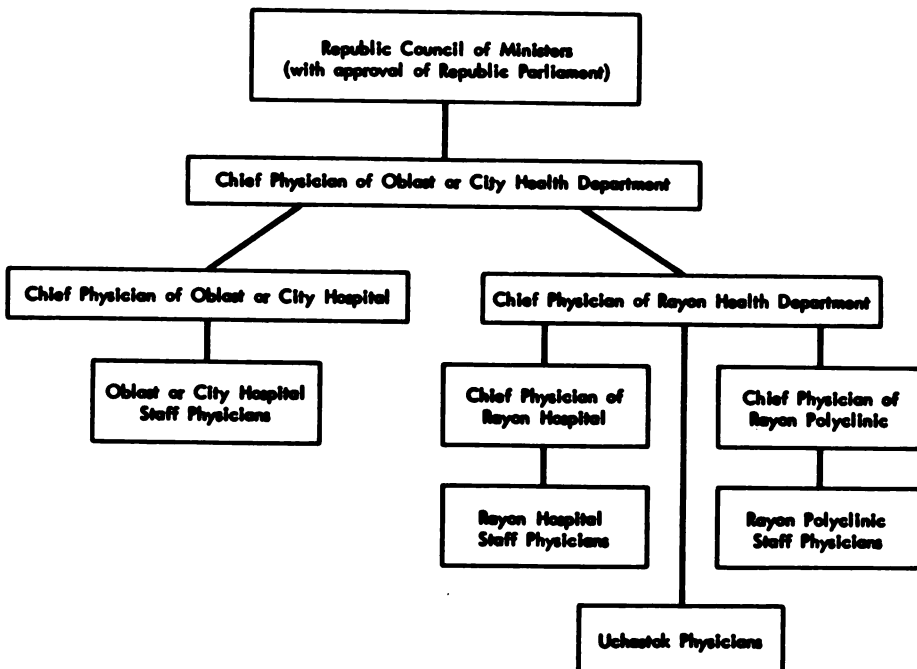 Republic Council of Ministers
(with approval of Republic Parliament)
Chief Physician of Oblast or City Health Department
Chief Physician of Oblast or City Hospital
Chief Physician of Rayon Health Department
Oblast or City Hospital
Staff Physicians
Chief Physician of
Rayon Hospital
Chief Physician of
Rayon Polyclinic
Rayon Hospital
Staff Physicians
Rayon Polyclinic
Staff Physicians
Uchastok Physicians